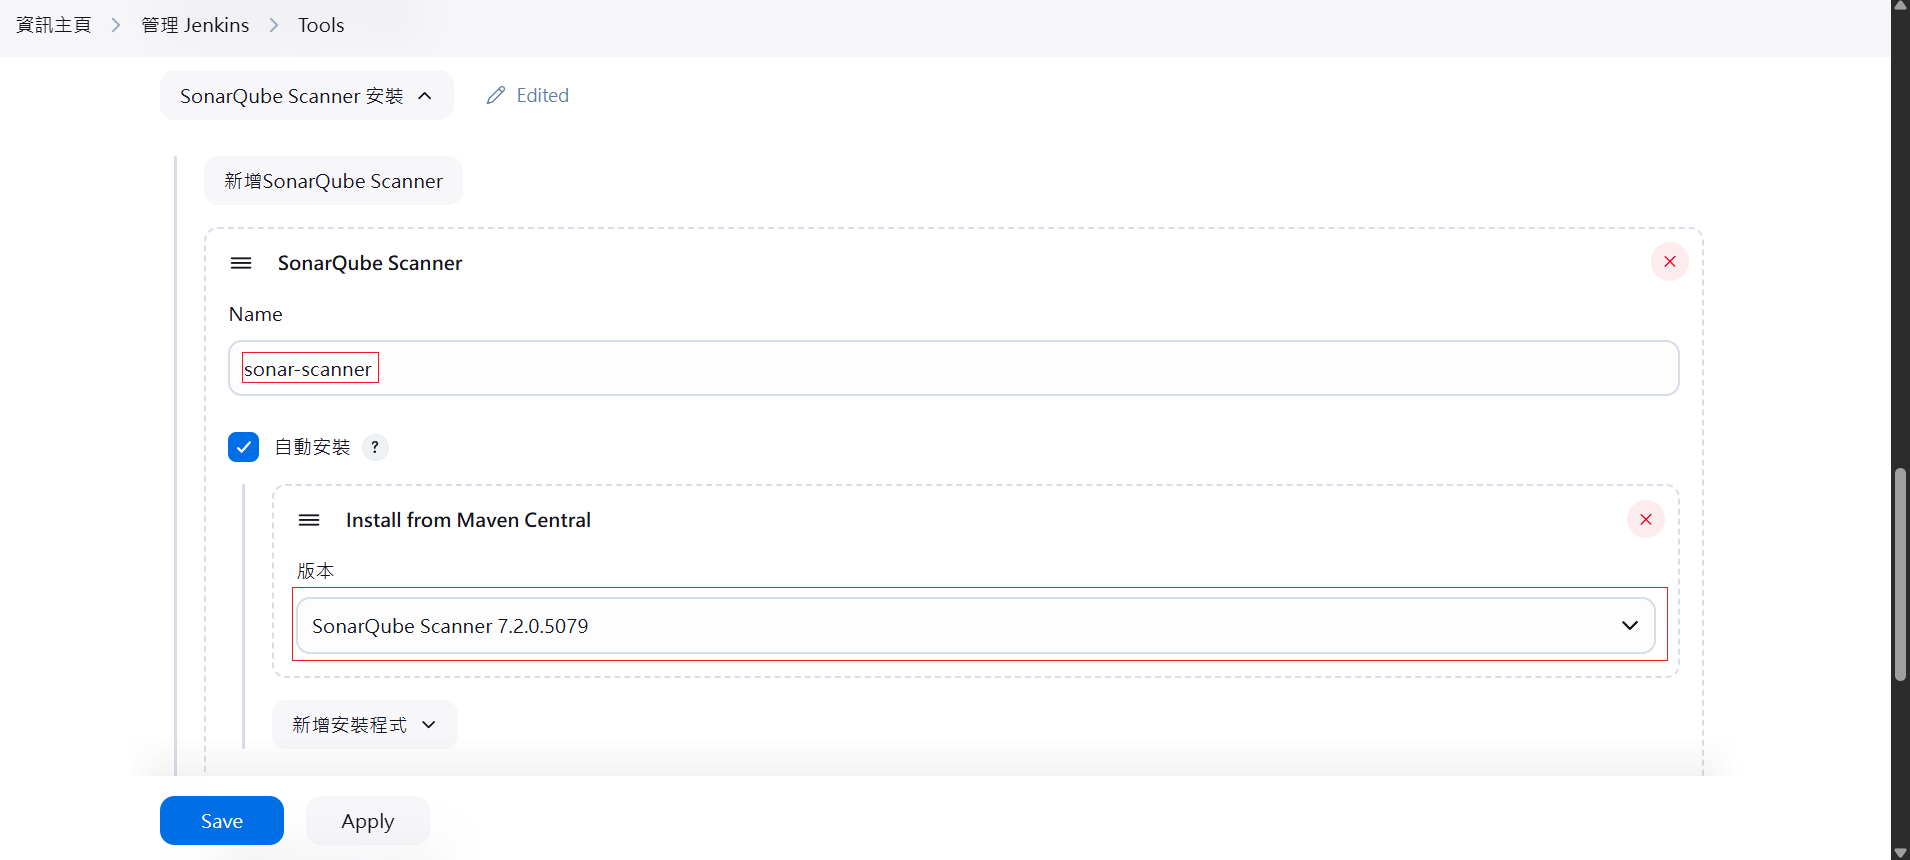 資訊主頁 管理 Jenkins Tools
SonarQube Scanner 安裝 Edited
新增SonarQube Scanner
SonarQube Scanner
Name
sonar-scanner
自動安裝 ?
Install from Maven Central
版本
SonarQube Scanner 7.2.0.5079
新增安裝程式
Save Apply